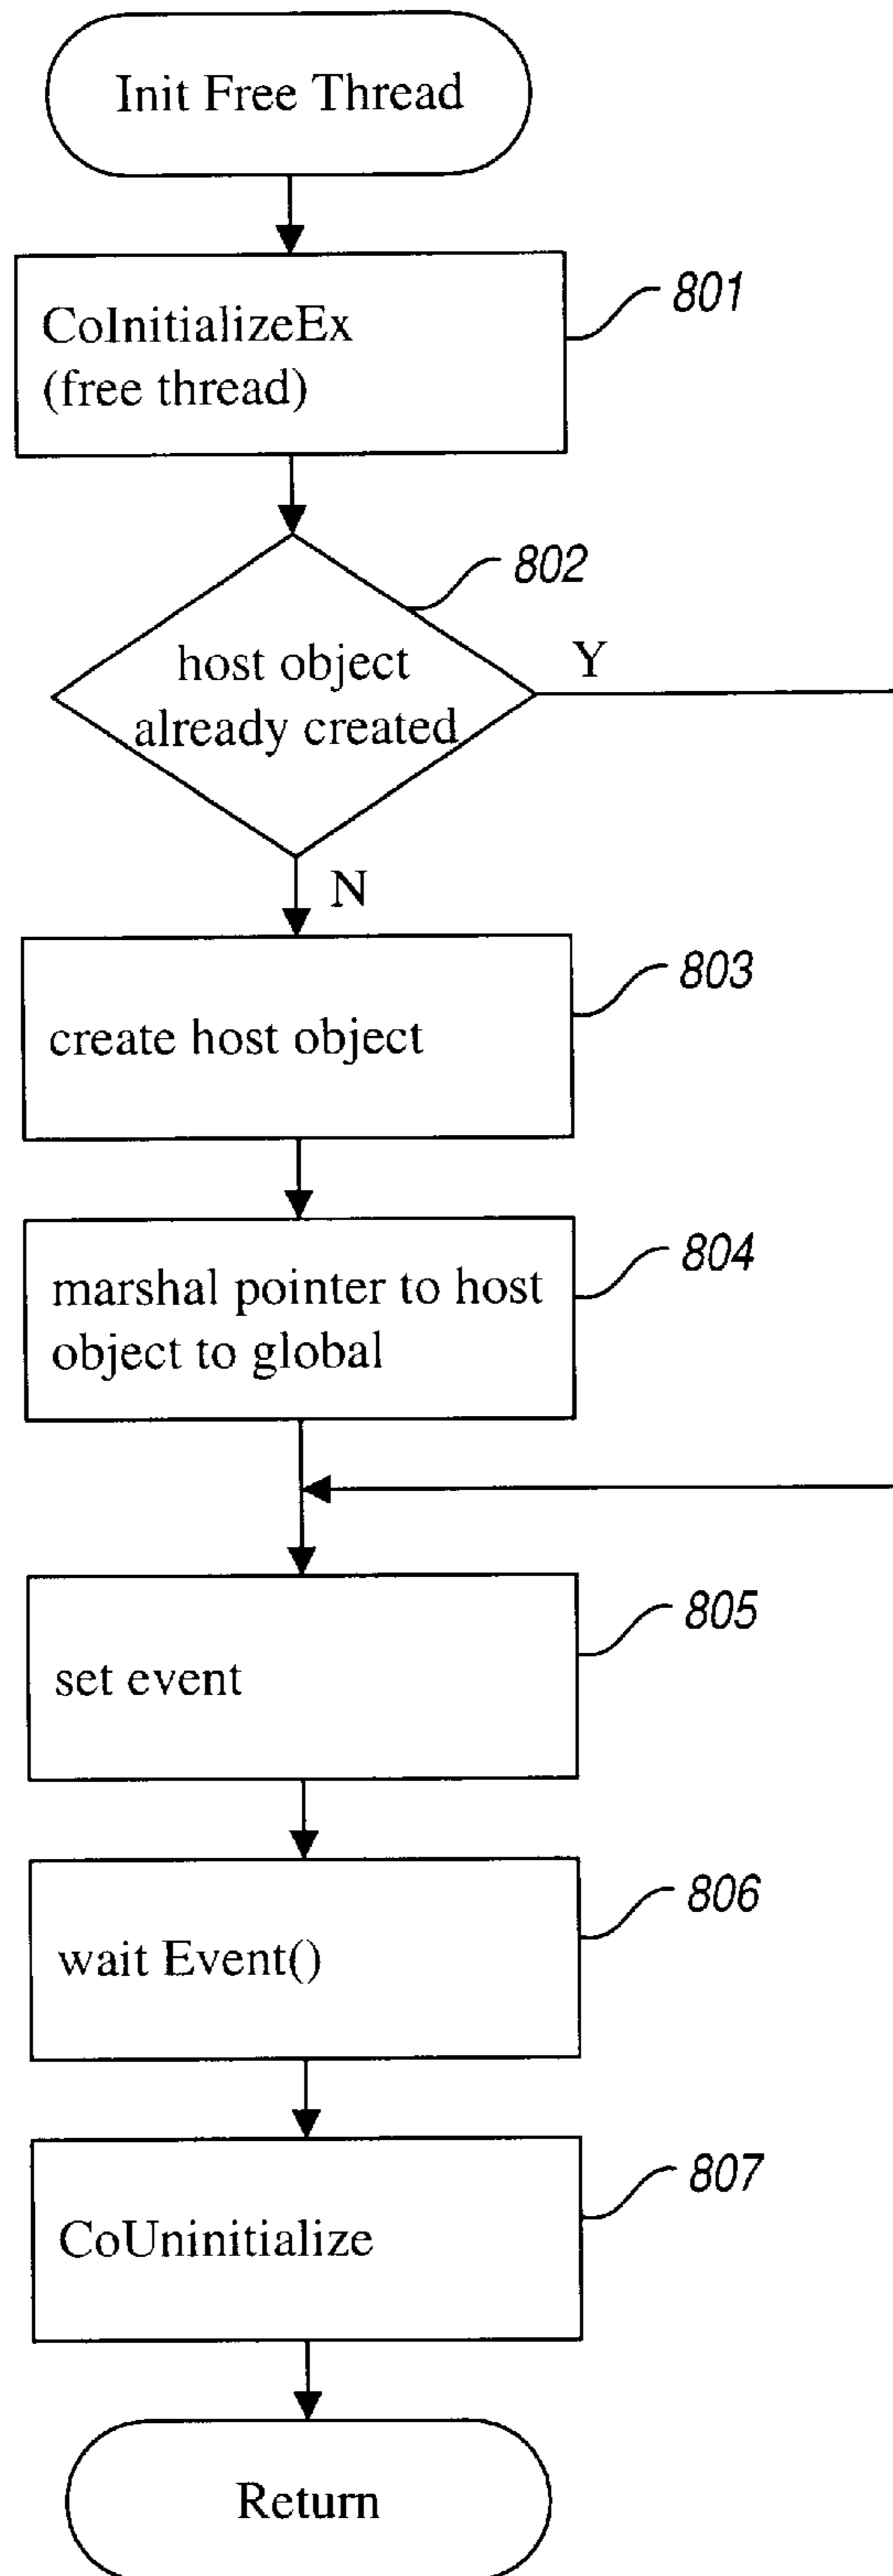 Init Free Thread
CoInitializeEx
(free thread)
801
802
host object
already created
Y
N
create host object
803
marshal pointer to host
object to global
804
set event
805
wait Event()
806
CoUninitialize
807
Return